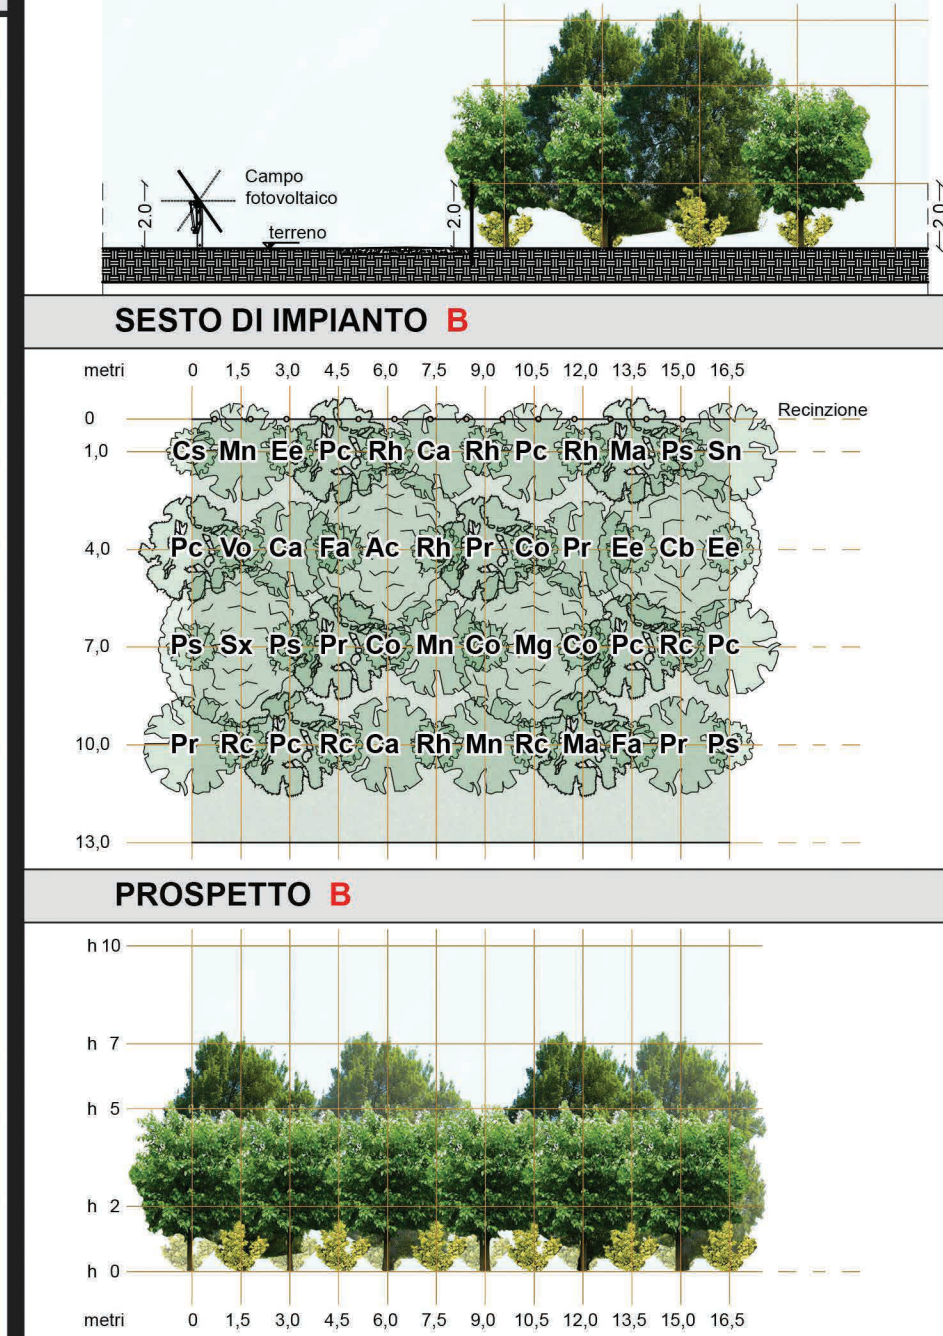 Campo
fotovoltaico
2.0
2.0
2.0
terreno
SESTO DI IMPIANTO B
metri 0 1,5 3,0 4,5 6,0 7,5 9,0 10,5 12,0 13,5 15,0 16,5
0 Recinzione
1,0 Cs Mn Ee Pc Rh Ca Rh Pc Rh Ma Ps Sn
4,0 Pc Vo Ca Fa Ac Rh Pr Co Pr Ee Cb Ee
7,0 Ps Sx Ps Pr Co Mn Co Mg Co Pc Rc Pc
10,0 Pr Rc Pc Rc Ca Rh Mn Rc Ma Fa Pr Ps
13,0
PROSPETTO B
h 10
h 7
h 5
h 2
h 0
metri 0 1,5 3,0 4,5 6,0 7,5 9,0 10,5 12,0 13,5 15,0 16,5